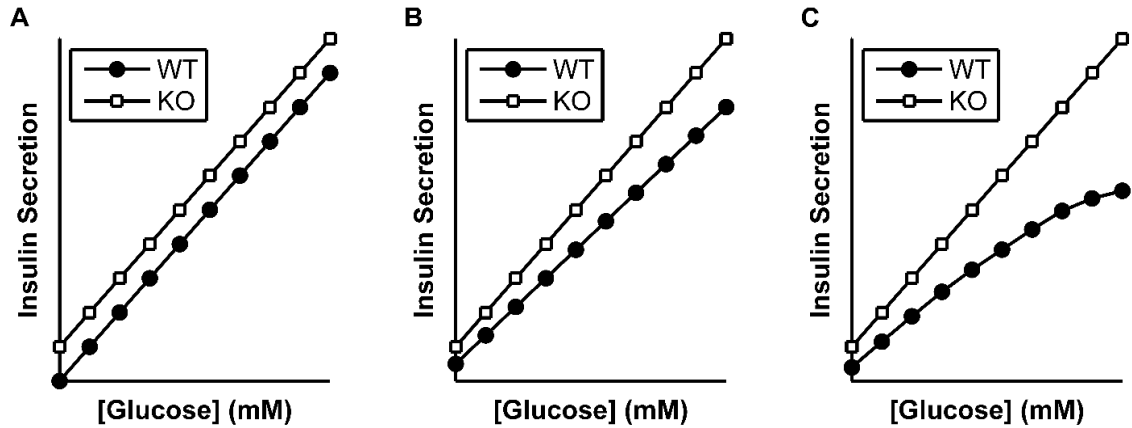 A
WT
KO
Insulin Secretion
[Glucose] (mM)
B
WT
KO
Insulin Secretion
[Glucose] (mM)
C
WT
KO
Insulin Secretion
[Glucose] (mM)